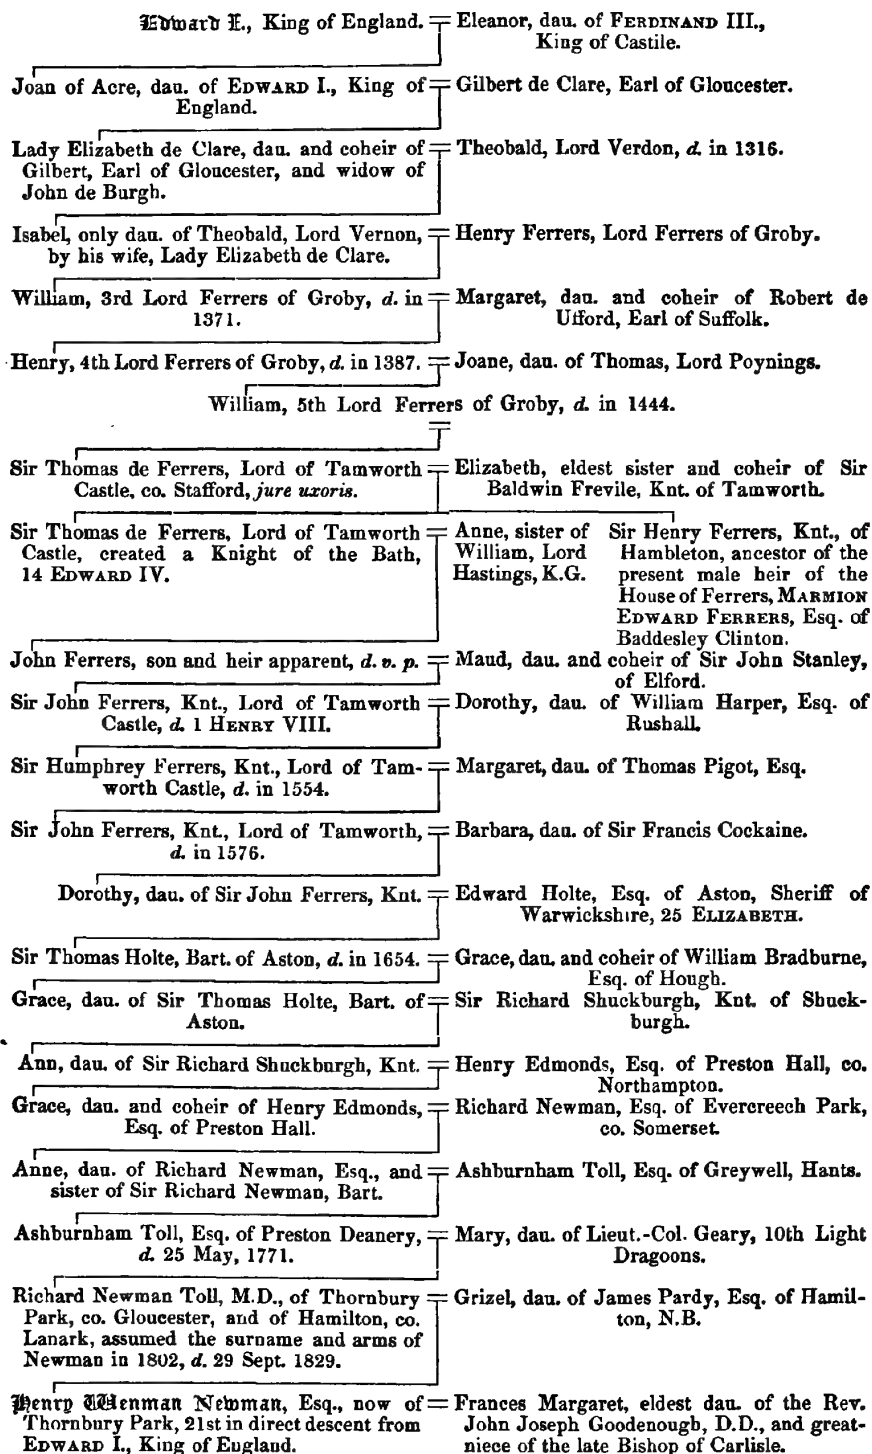 Edward I., King of England. = Eleanor, dau. of FERDINAND III.,
King of Castile.
Joan of Acre, dau. of EDWARD I., King of
England.
= Gilbert de Clare, Earl of Gloucester.
Lady Elizabeth de Clare, dau. and coheir of
Gilbert, Earl of Gloucester, and widow of
John de Burgh.
= Theobald, Lord Verdon, d. in 1316.
Isabel, only dau. of Theobald, Lord Vernon,
by his wife, Lady Elizabeth de Clare.
= Henry Ferrers, Lord Ferrers of Groby.
William, 3rd Lord Ferrers of Groby, d. in
1371.
= Margaret, dau. and coheir of Robert de
Ufford, Earl of Suffolk.
Henry, 4th Lord Ferrers of Groby, d. in 1387. = Joane, dau. of Thomas, Lord Poynings.
William, 5th Lord Ferrers of Groby, d. in 1444.
=
Sir Thomas de Ferrers, Lord of Tamworth
Castle, co. Stafford, jure uxoris.
= Elizabeth, eldest sister and coheir of Sir
Baldwin Frevile, Knt. of Tamworth.
Sir Thomas de Ferrers, Lord of Tamworth
Castle, created a Knight of the Bath,
14 EDWARD IV.
= Anne, sister of
William, Lord
Hastings, K.G.
Sir Henry Ferrers, Knt., of
Hambleton, ancestor of the
present male heir of the
House of Ferrers, MARMION
EDWARD FERRERS, Esq. of
Baddesley Clinton.
John Ferrers, son and heir apparent, d. v. p. = Maud, dau. and coheir of Sir John Stanley,
of Elford.
Sir John Ferrers, Knt., Lord of Tamworth
Castle, d. 1 HENRY VIII.
= Dorothy, dau. of William Harper, Esq. of
Rushall.
Sir Humphrey Ferrers, Knt., Lord of Tam-
worth Castle, d. in 1554.
= Margaret, dau. of Thomas Pigot, Esq.
Sir John Ferrers, Knt., Lord of Tamworth,
d. in 1576.
= Barbara, dau. of Sir Francis Cockaine.
Dorothy, dau. of Sir John Ferrers, Knt. = Edward Holte, Esq. of Aston, Sheriff of
Warwickshire, 25 ELIZABETH.
Sir Thomas Holte, Bart. of Aston, d. in 1654. = Grace, dau. and coheir of William Bradburne,
Esq. of Hough.
Grace, dau. of Sir Thomas Holte, Bart. of
Aston.
= Sir Richard Shuckburgh, Knt. of Shuck-
burgh.
Ann, dau. of Sir Richard Shuckburgh, Knt. = Henry Edmonds, Esq. of Preston Hall, co.
Northampton.
Grace, dau. and coheir of Henry Edmonds,
Esq. of Preston Hall.
= Richard Newman, Esq. of Evercreech Park,
co. Somerset.
Anne, dau. of Richard Newman, Esq., and
sister of Sir Richard Newman, Bart.
= Ashburnham Toll, Esq. of Greywell, Hants.
Ashburnham Toll, Esq. of Preston Deanery,
d. 25 May, 1771.
= Mary, dau. of Lieut.-Col. Geary, 10th Light
Dragoons.
Richard Newman Toll, M.D., of Thornbury
Park, co. Gloucester, and of Hamilton, co.
Lanark, assumed the surname and arms of
Newman in 1802, d. 29 Sept. 1829.
= Grizel, dau. of James Pardy, Esq. of Hamil-
ton, N.B.
Henry Wenman Newman, Esq., now of
Thornbury Park, 21st in direct descent from
EDWARD I., King of England.
= Frances Margaret, eldest dau. of the Rev.
John Joseph Goodenough, D.D., and great-
niece of the late Bishop of Carlisle.